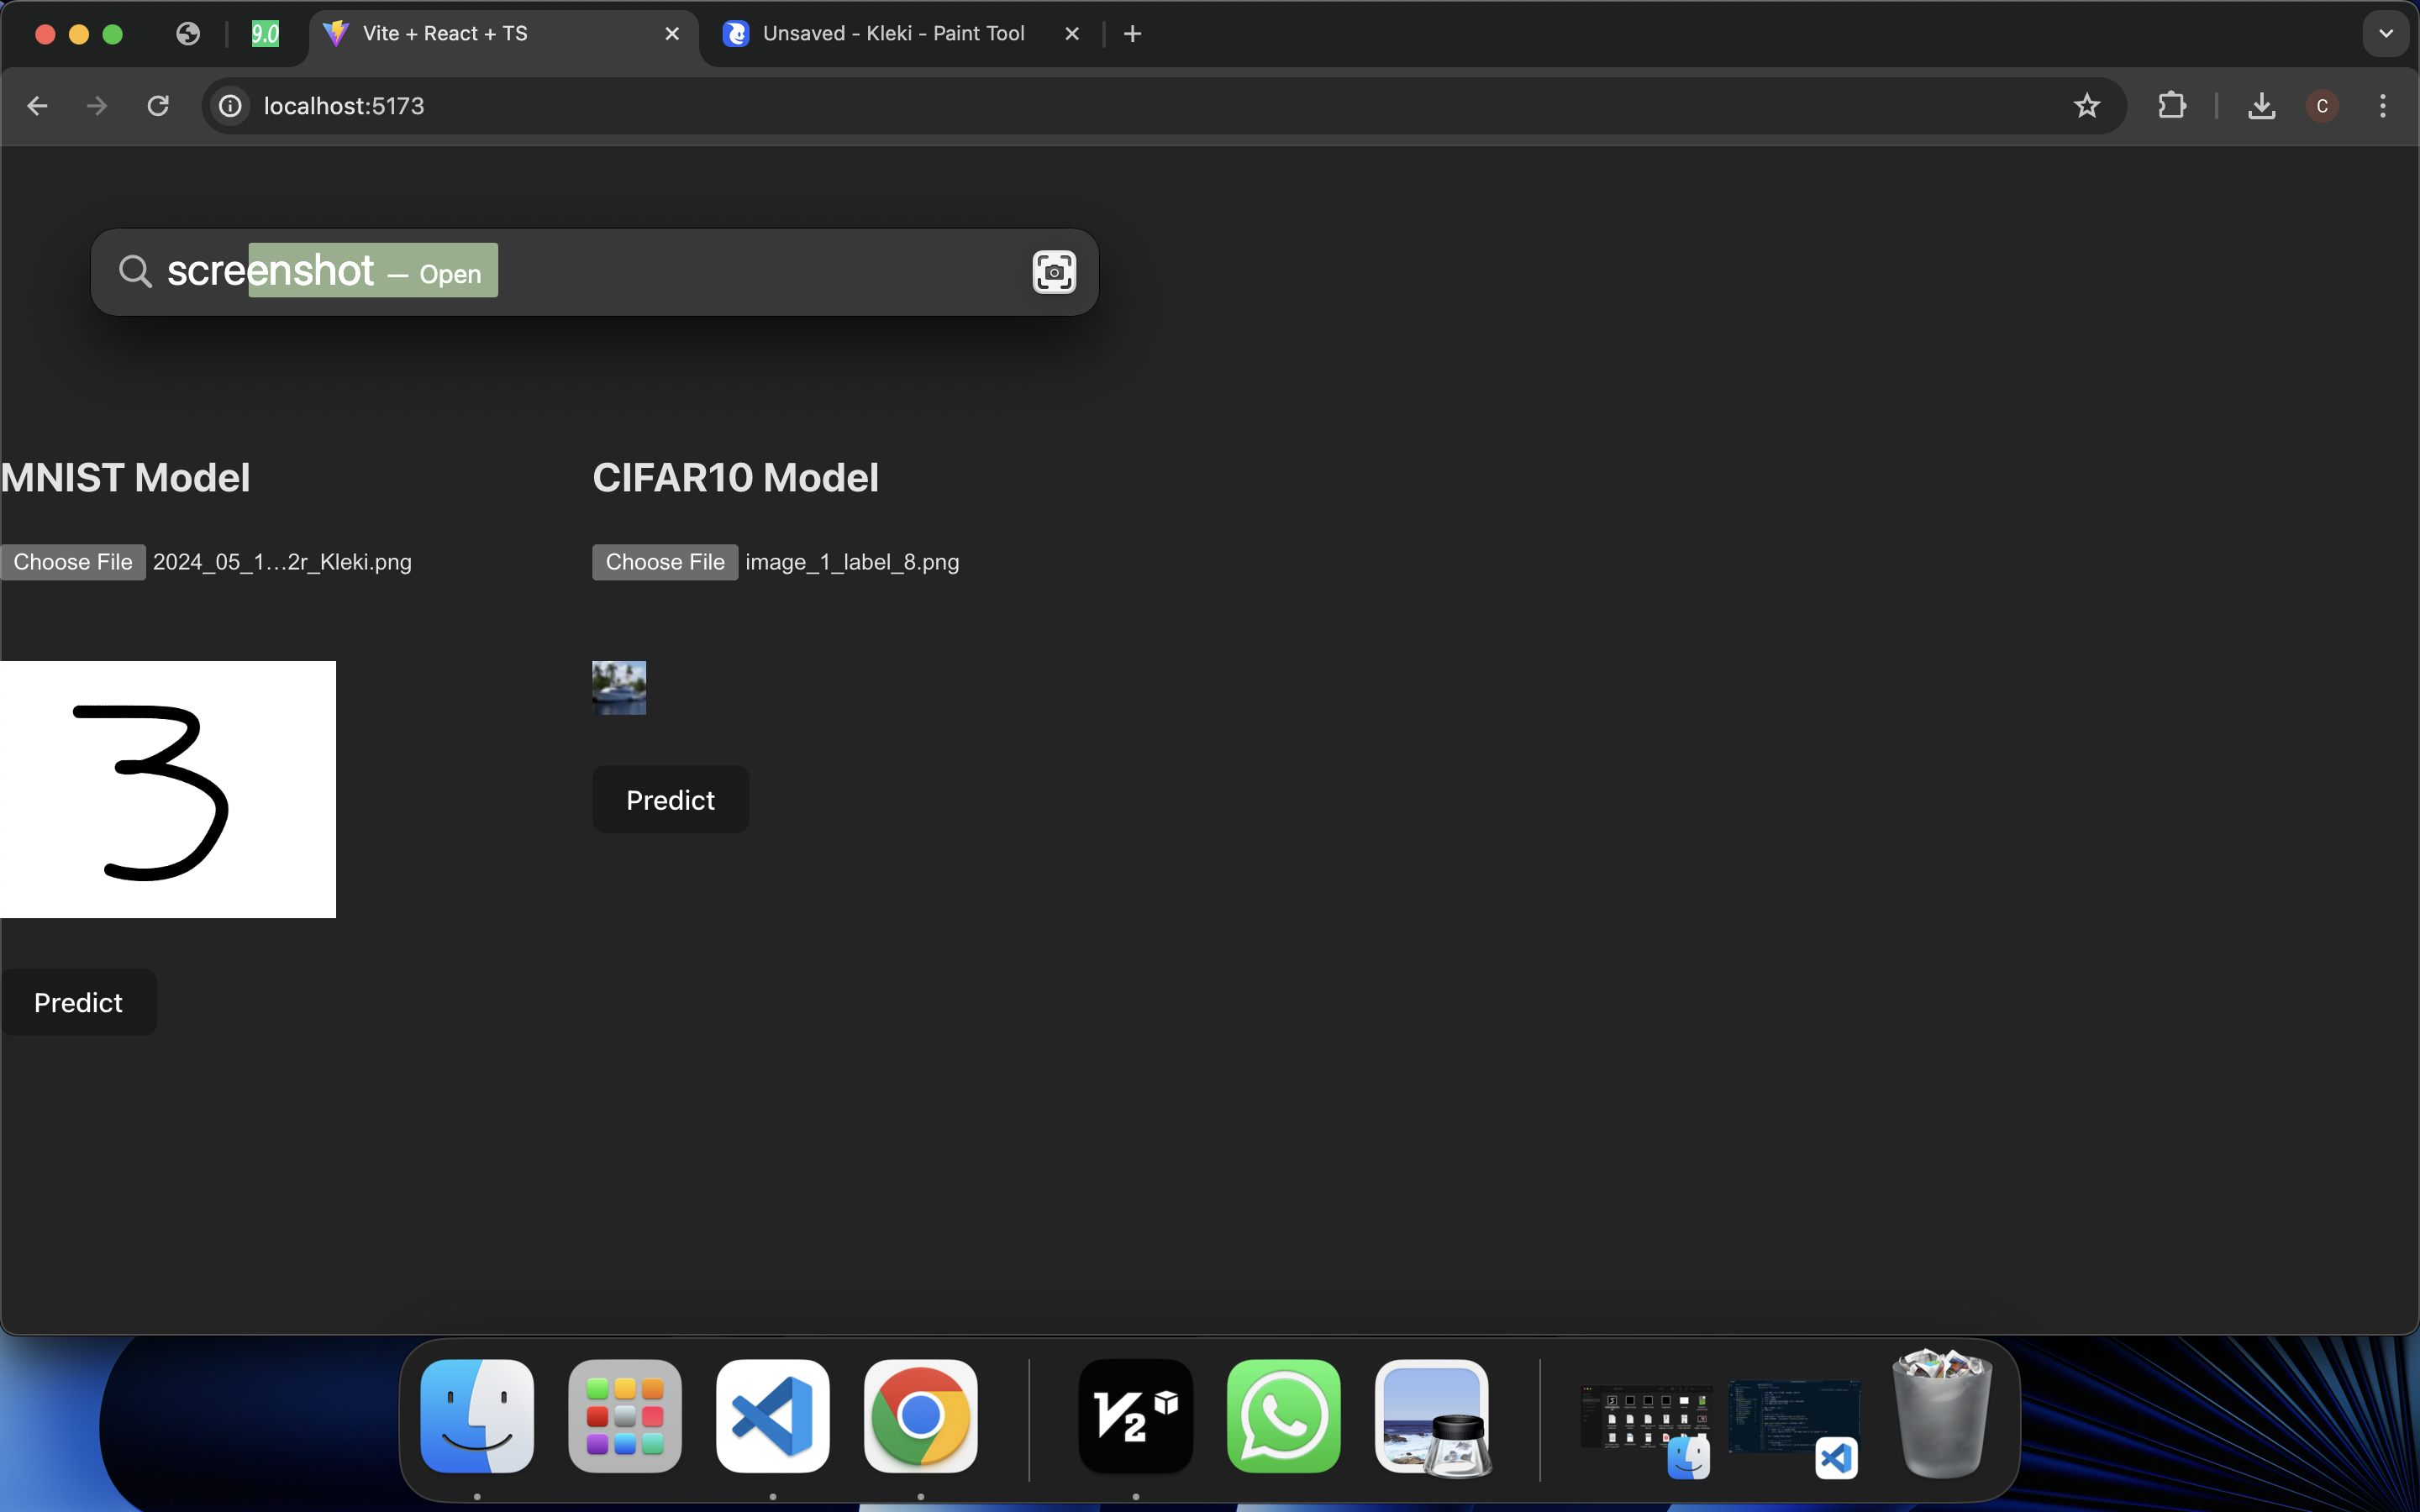 9.0
Vite + React + TS
Unsaved - Kleki - Paint Tool
localhost:5173
C
screenshot — Open
MNIST Model
CIFAR10 Model
Choose File 2024_05_1...2r_Kleki.png
Choose File image_1_label_8.png
3
Predict
Predict
V2